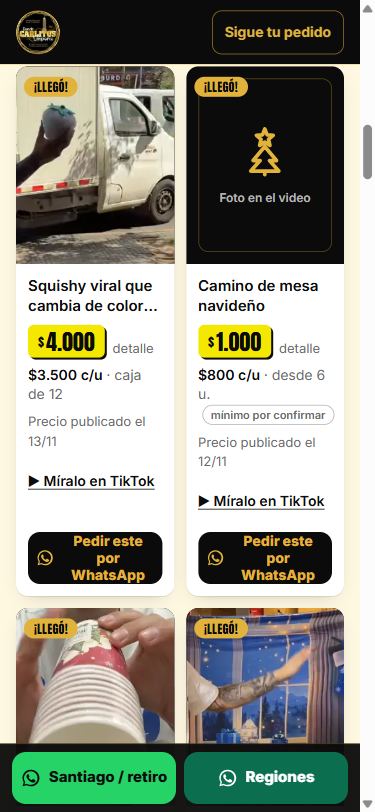 CARLITOS
Sigue tu pedido
¡LLEGÓ!
¡LLEGÓ!
Foto en el video
Squishy viral que
cambia de color...
$4.000 detalle
$3.500 c/u · caja
de 12
Precio publicado el
13/11
▶ Míralo en TikTok
Pedir este
por
WhatsApp
Camino de mesa
navideño
$1.000 detalle
$800 c/u · desde 6
u.
mínimo por confirmar
Precio publicado el
12/11
▶ Míralo en TikTok
Pedir este
por
WhatsApp
¡LLEGÓ!
¡LLEGÓ!
Santiago / retiro
Regiones